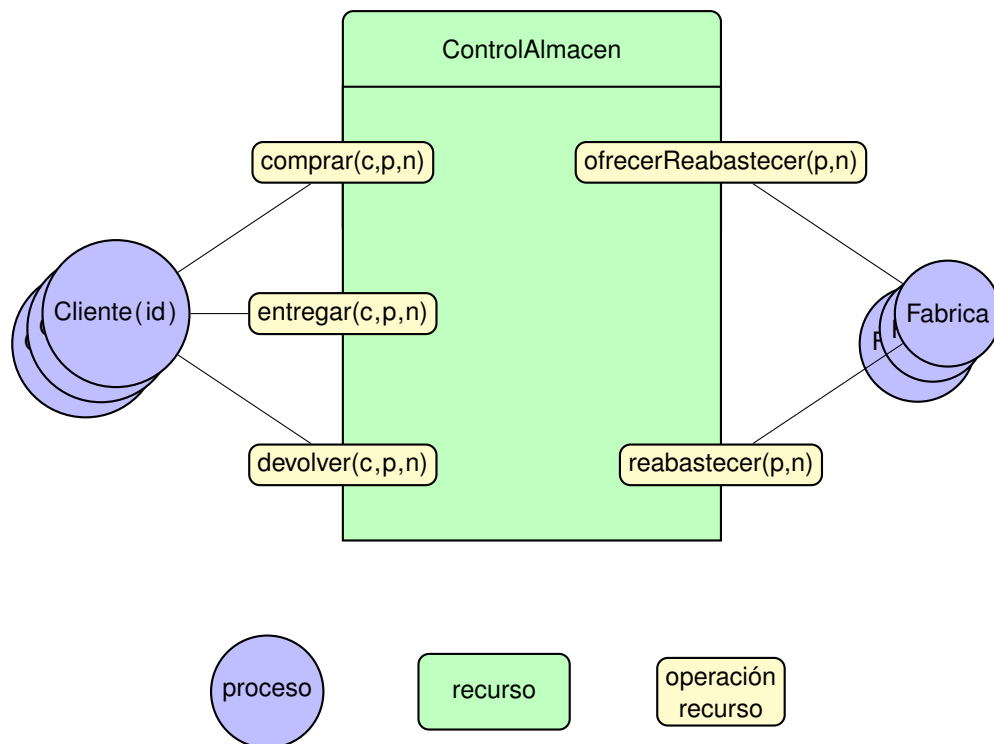 ControlAlmacen
comprar(c,p,n)
ofrecerReabastecer(p,n)
Cliente(id)
entregar(c,p,n)
Fabrica
devolver(c,p,n)
reabastecer(p,n)
proceso
recurso
operación
recurso